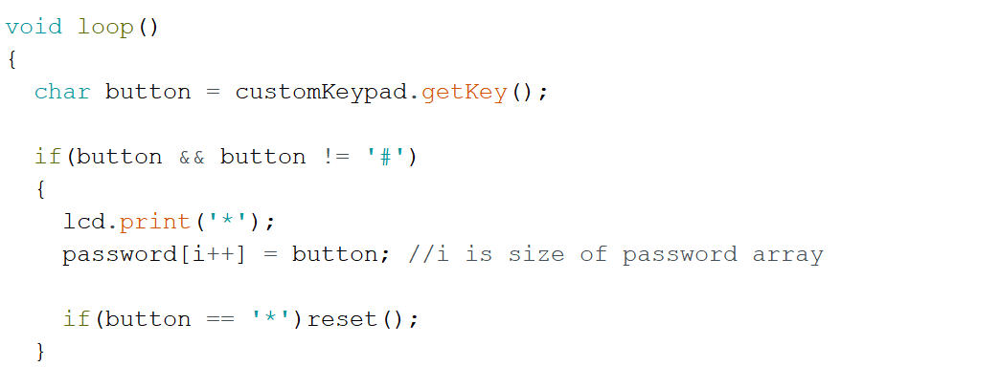 void loop()
{
  char button = customKeypad.getKey();

  if(button && button != '#')
  {
    lcd.print('*');
    password[i++] = button; //i is size of password array

    if(button == '*')reset();
  }